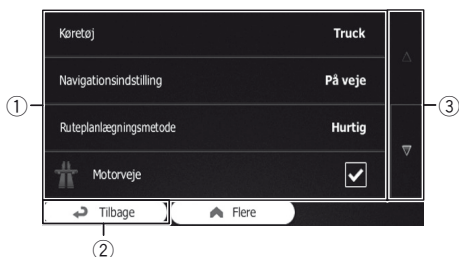 Køretøj Truck
Navigationsindstilling På veje
① ③
Ruteplanlægningsmetode Hurtig
Motorveje
Tilbage Flere
②